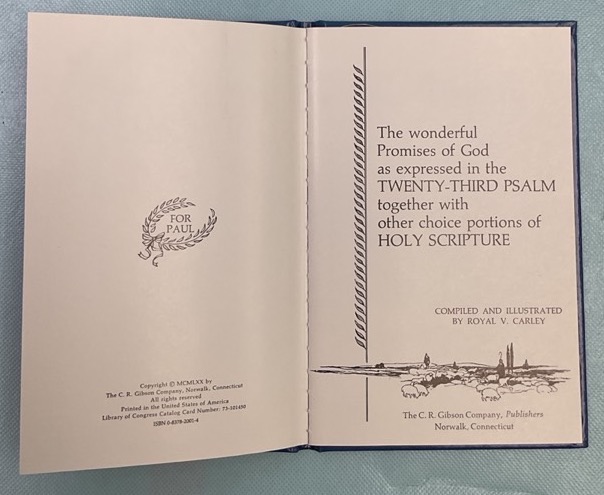 FOR
PAUL
Copyright © MCMLXX by
The C. R. Gibson Company, Norwalk, Connecticut
All rights reserved
Printed in the United States of America
Library of Congress Catalog Card Number: 73-101450
ISBN 0-8378-2001-4
The wonderful
Promises of God
as expressed in the
TWENTY-THIRD PSALM
together with
other choice portions of
HOLY SCRIPTURE
COMPILED AND ILLUSTRATED
BY ROYAL V. CARLEY
The C. R. Gibson Company, Publishers
Norwalk, Connecticut